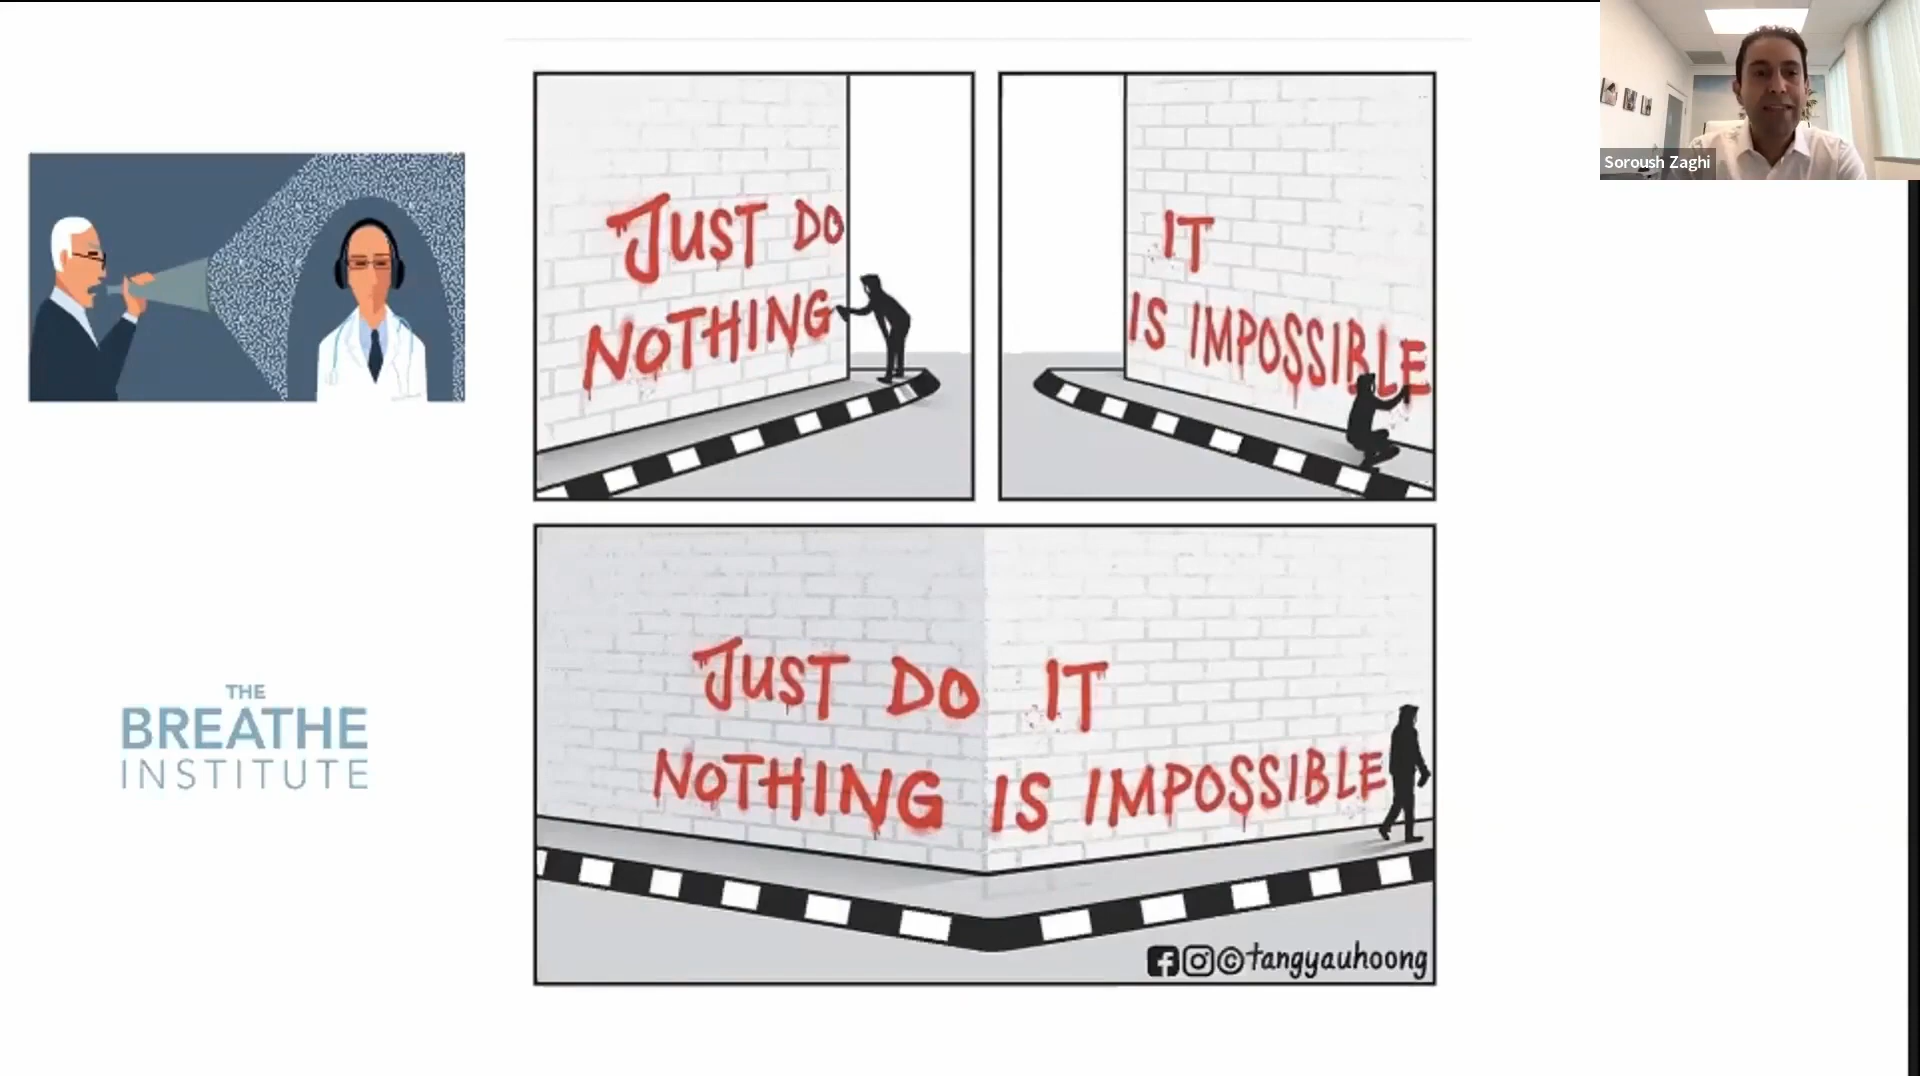 Soroush Zaghi
JUST DO
NOTHING
IT
IS IMPOSSIBLE
JUST DO IT
NOTHING IS IMPOSSIBLE
©tangyauhoong
THE
BREATHE
INSTITUTE